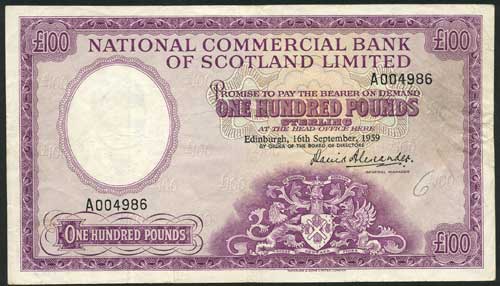 £100
£100
NATIONAL COMMERCIAL BANK
OF SCOTLAND LIMITED
A004986
PROMISE TO PAY THE BEARER ON DEMAND
ONE HUNDRED POUNDS
STERLING
AT THE HEAD OFFICE HERE
Edinburgh, 16th September, 1959
BY ORDER OF THE BOARD OF DIRECTORS
David Alexander
GENERAL MANAGER
A004986
ONE HUNDRED POUNDS
£100
£100